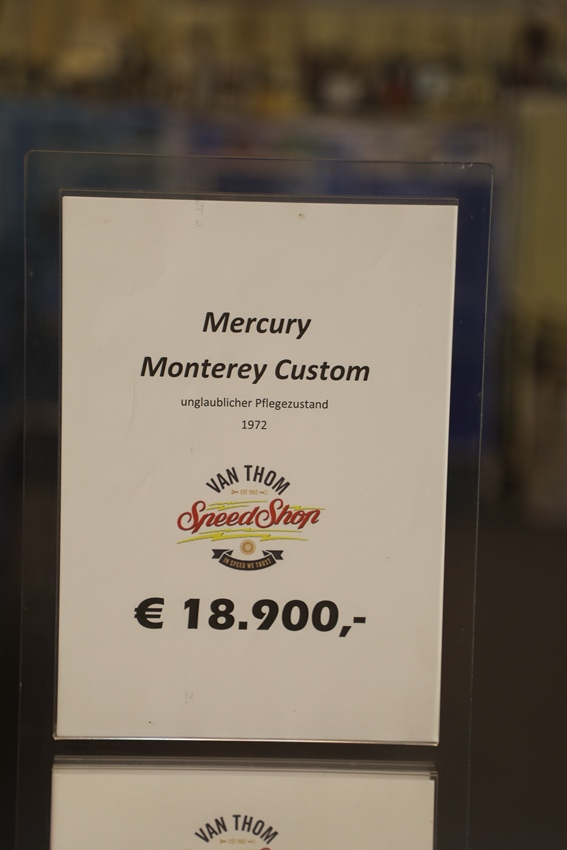 Mercury
Monterey Custom
unglaublicher Pflegezustand
1972
VAN THOM
SpeedShop
IN SPEED WE TRUST
€ 18.900,-
VAN THOM